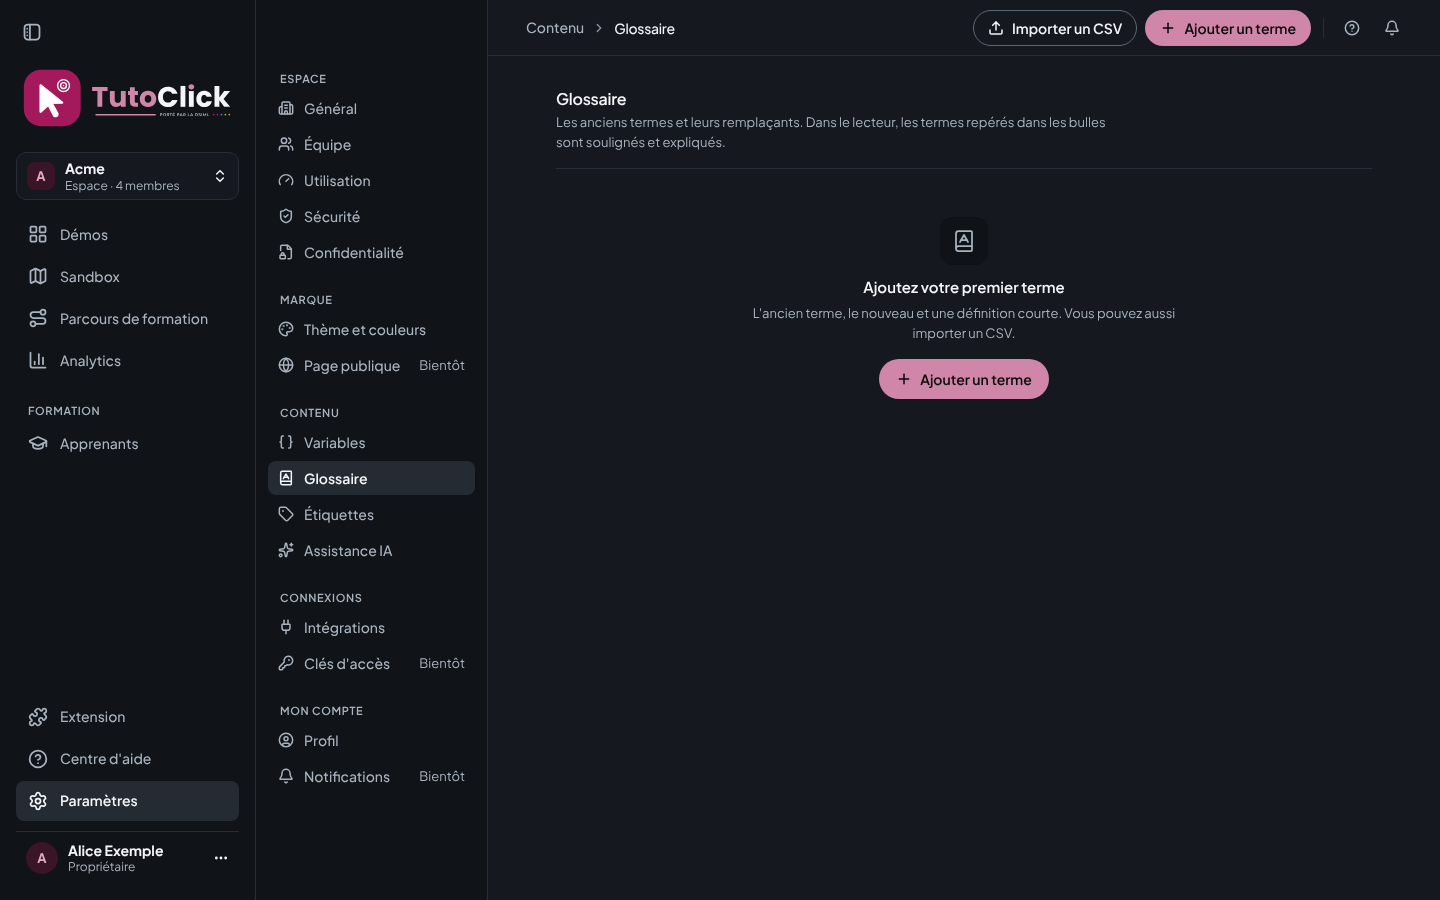 TutoClick
PORTÉ PAR LA DSML
A
Acme
Espace · 4 membres
Démos
Sandbox
Parcours de formation
Analytics
FORMATION
Apprenants
Extension
Centre d'aide
Paramètres
A
Alice Exemple
Propriétaire
ESPACE
Général
Équipe
Utilisation
Sécurité
Confidentialité
MARQUE
Thème et couleurs
Page publique Bientôt
CONTENU
Variables
Glossaire
Étiquettes
Assistance IA
CONNEXIONS
Intégrations
Clés d'accès Bientôt
MON COMPTE
Profil
Notifications Bientôt
Contenu > Glossaire
Importer un CSV
+ Ajouter un terme
Glossaire
Les anciens termes et leurs remplaçants. Dans le lecteur, les termes repérés dans les bulles
sont soulignés et expliqués.
Ajoutez votre premier terme
L'ancien terme, le nouveau et une définition courte. Vous pouvez aussi
importer un CSV.
+ Ajouter un terme